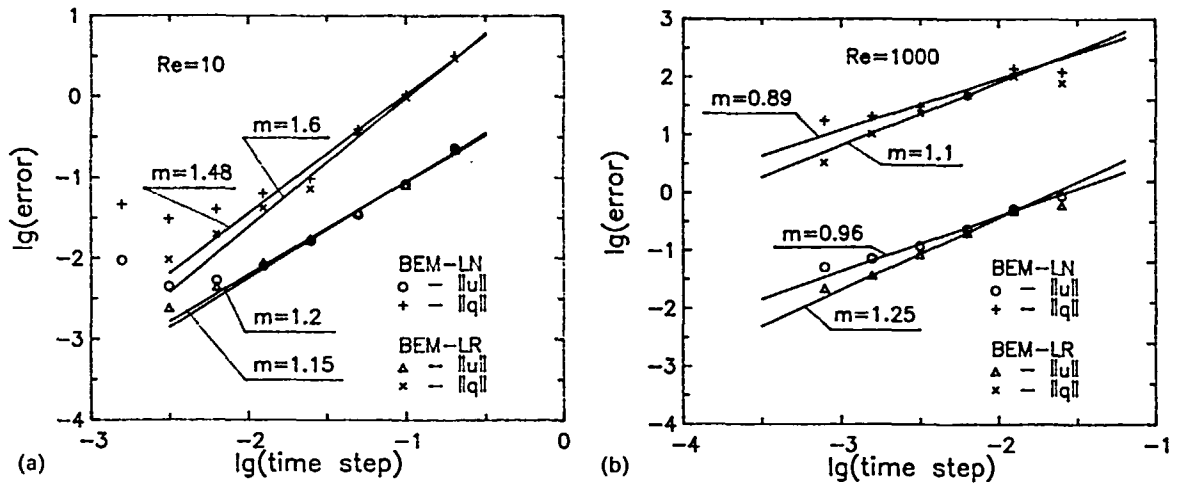 1
0
−1
−2
−3
−4
lg(error)
Re=10
m=1.6
m=1.48
m=1.2
m=1.15
BEM−LN
○ − ‖u‖
+ − ‖q‖
BEM−LR
△ − ‖u‖
× − ‖q‖
−3
−2
−1
0
lg(time step)
(a)
3
2
1
0
−1
−2
−3
−4
lg(error)
Re=1000
m=0.89
m=1.1
m=0.96
m=1.25
BEM−LN
○ − ‖u‖
+ − ‖q‖
BEM−LR
△ − ‖u‖
× − ‖q‖
−4
−3
−2
−1
lg(time step)
(b)